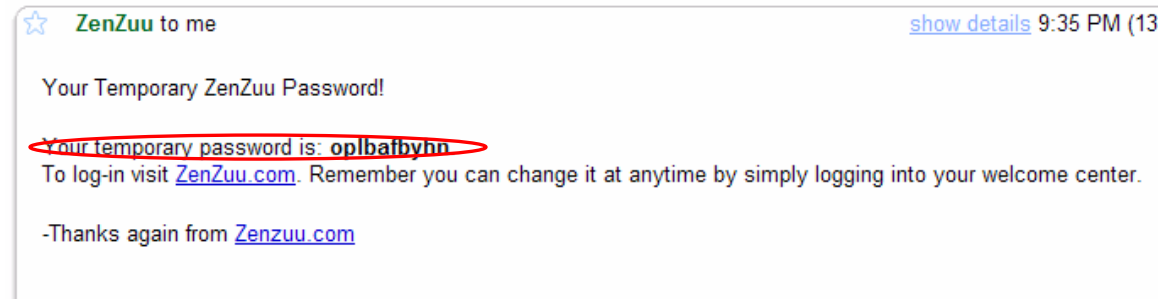 ZenZuu to me show details 9:35 PM (13
Your Temporary ZenZuu Password!
Your temporary password is: oplbafbyhn
To log-in visit ZenZuu.com. Remember you can change it at anytime by simply logging into your welcome center.
-Thanks again from Zenzuu.com